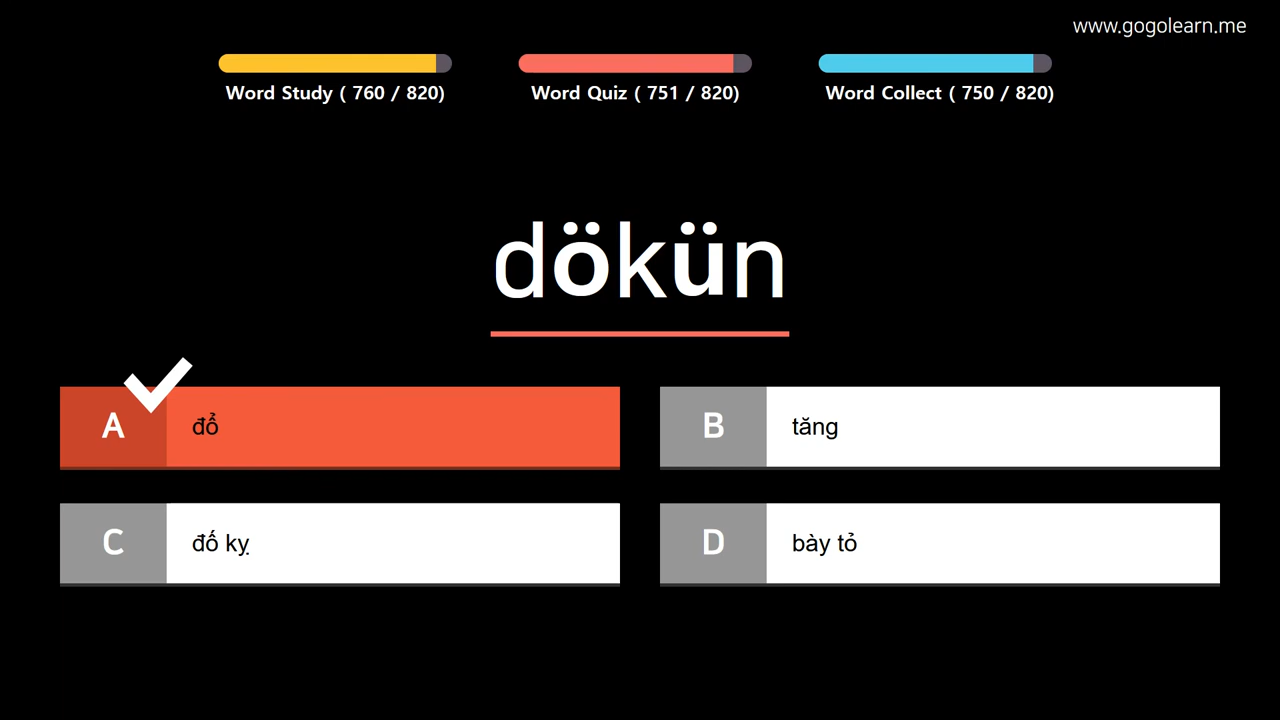 www.gogolearn.me
Word Study ( 760 / 820)
Word Quiz ( 751 / 820)
Word Collect ( 750 / 820)
dökün
A đổ
B tăng
C đố kỵ
D bày tỏ